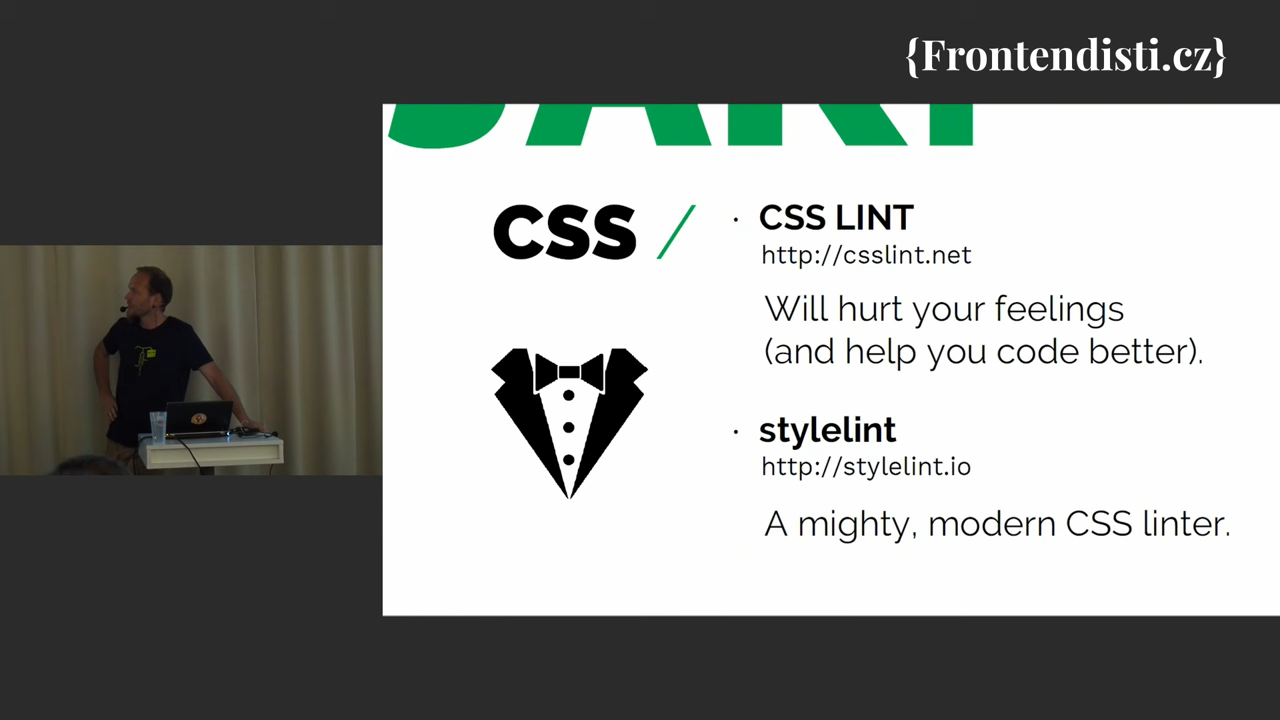 {Frontendisti.cz}
CSS /
· CSS LINT
http://csslint.net
Will hurt your feelings
(and help you code better).
· stylelint
http://stylelint.io
A mighty, modern CSS linter.